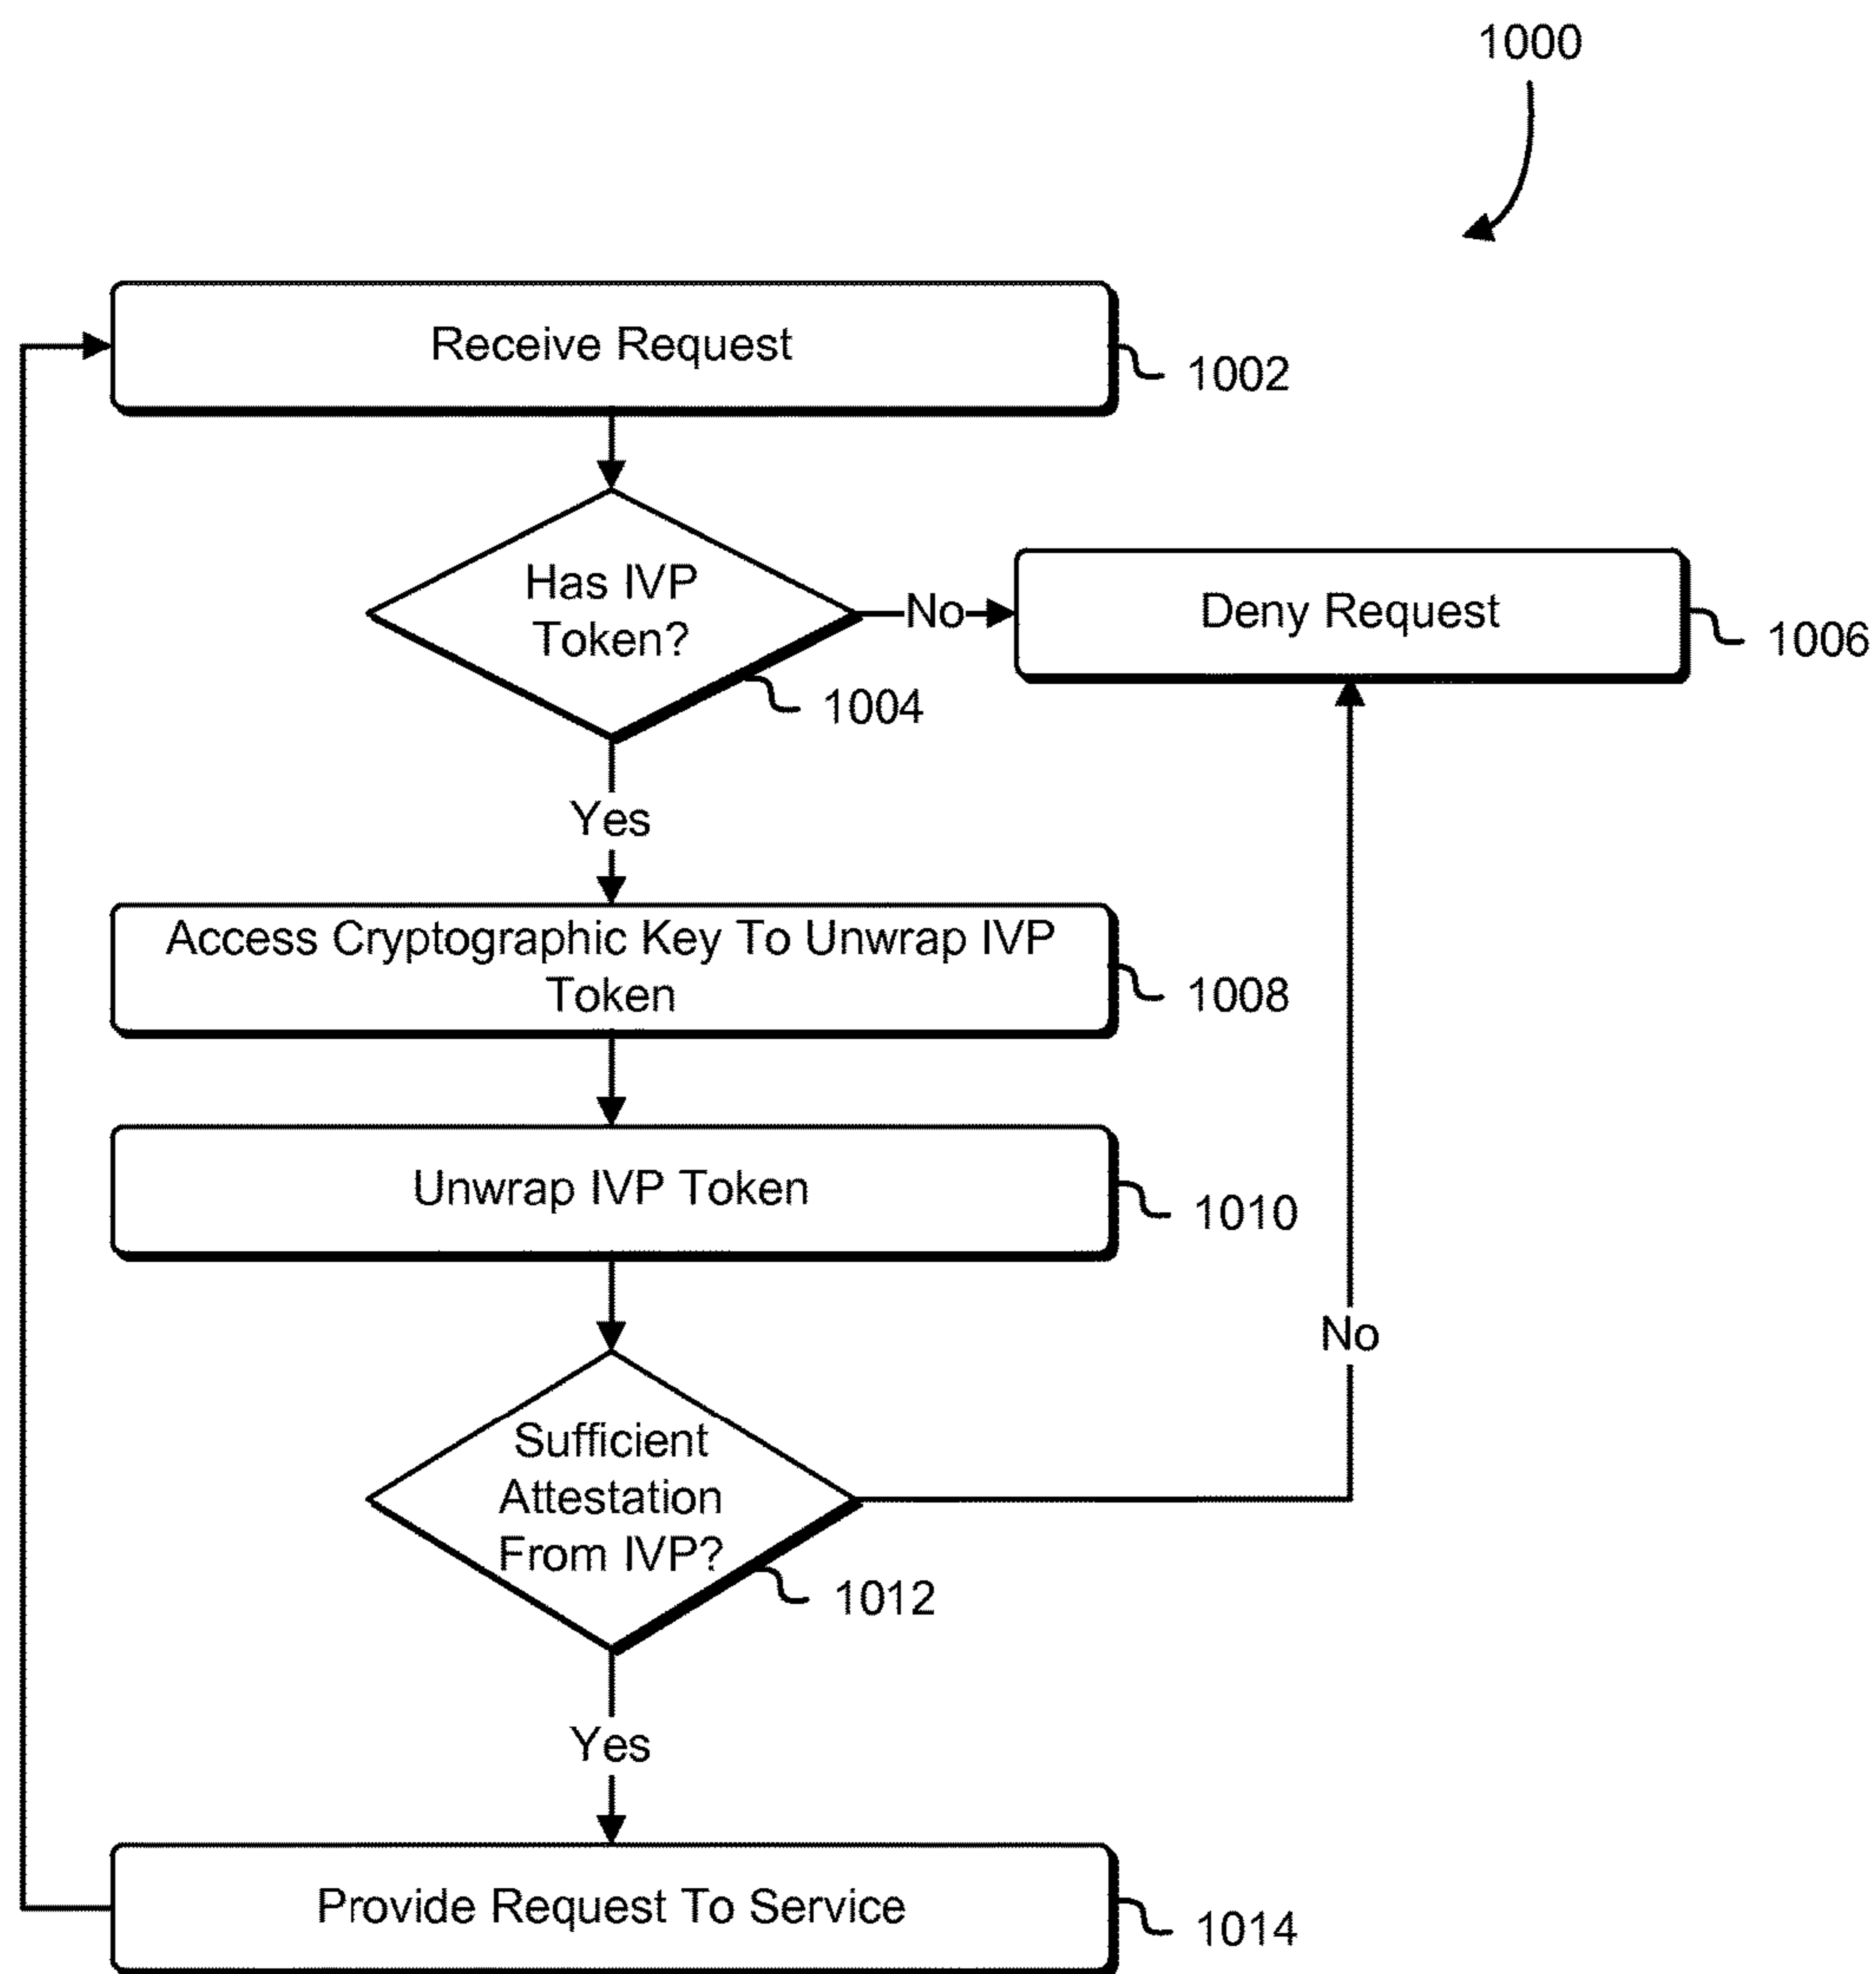 1000
Receive Request
1002
Has IVP
Token?
No
Deny Request
1006
1004
Yes
Access Cryptographic Key To Unwrap IVP
Token
1008
Unwrap IVP Token
1010
No
Sufficient
Attestation
From IVP?
1012
Yes
Provide Request To Service
1014